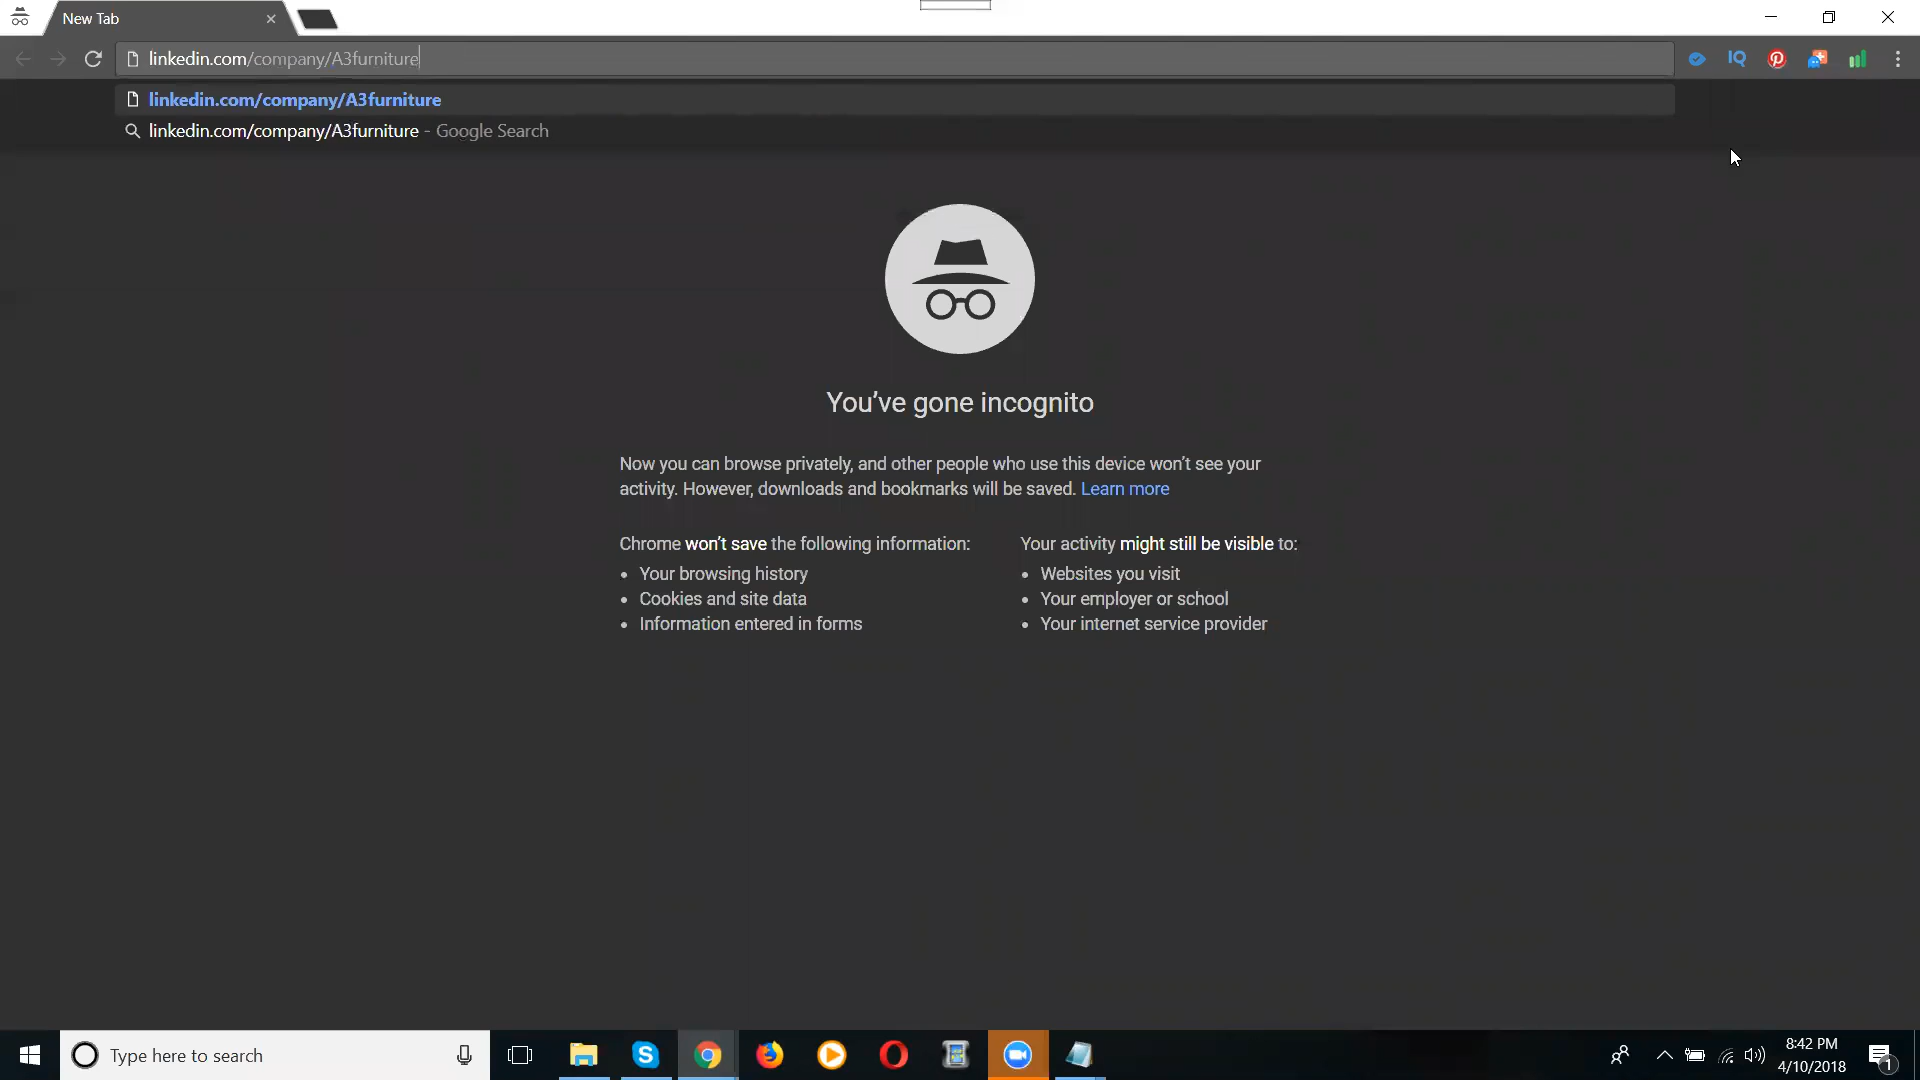 New Tab
linkedin.com/company/A3furniture
IQ
linkedin.com/company/A3furniture
linkedin.com/company/A3furniture - Google Search
You've gone incognito
Now you can browse privately, and other people who use this device won't see your
activity. However, downloads and bookmarks will be saved. Learn more
Chrome won't save the following information:
• Your browsing history
• Cookies and site data
• Information entered in forms
Your activity might still be visible to:
• Websites you visit
• Your employer or school
• Your internet service provider
Type here to search
8:42 PM
4/10/2018
1